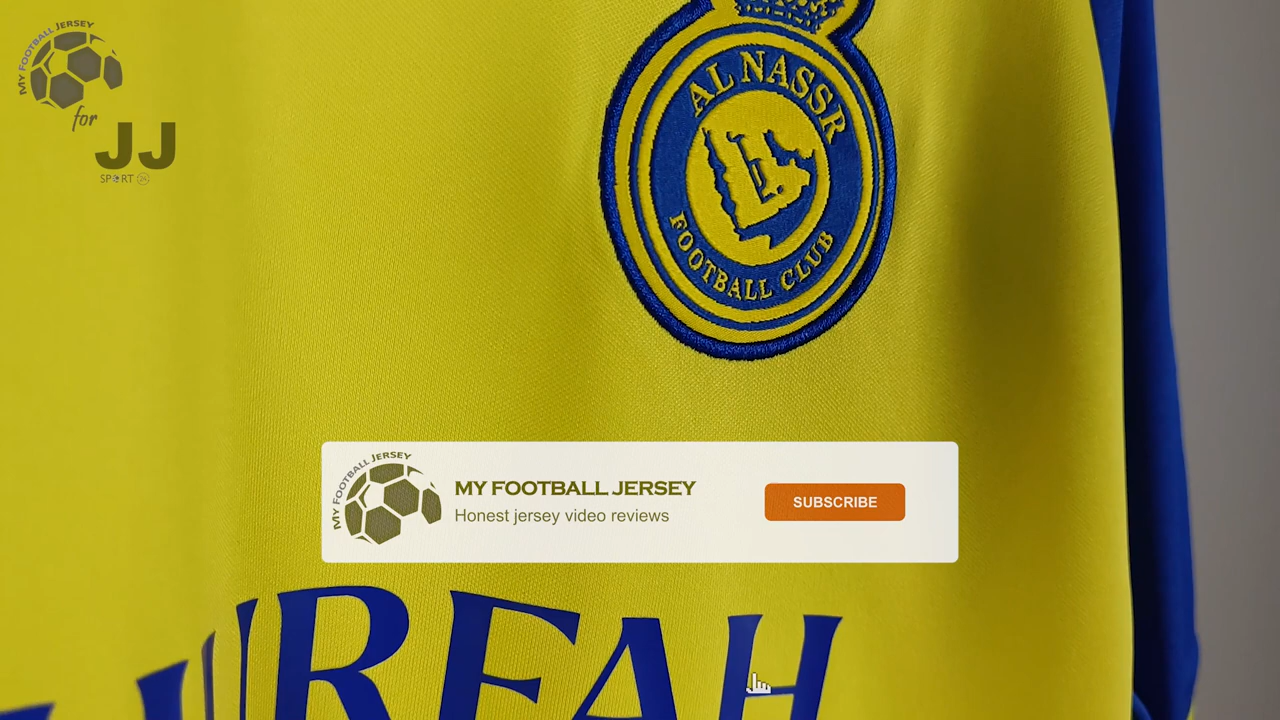 MY FOOTBALL JERSEY
for
JJ
SPORT 24
AL NASSR
FOOTBALL CLUB
MY FOOTBALL JERSEY
MY FOOTBALL JERSEY
Honest jersey video reviews
SUBSCRIBE